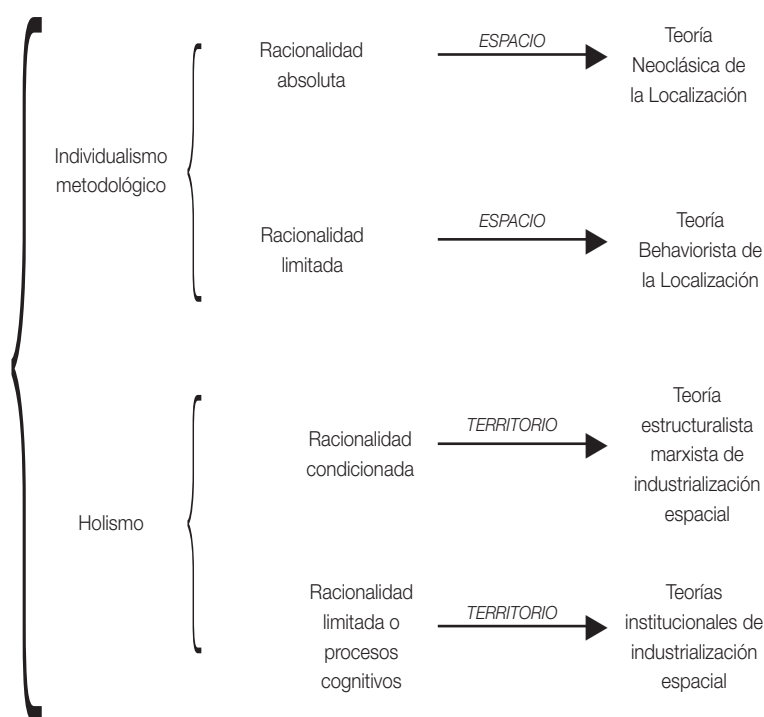 Individualismo
metodológico
Racionalidad
absoluta
ESPACIO
Teoría
Neoclásica de
la Localización
Racionalidad
limitada
ESPACIO
Teoría
Behaviorista de
la Localización
Holismo
Racionalidad
condicionada
TERRITORIO
Teoría
estructuralista
marxista de
industrialización
espacial
Racionalidad
limitada o
procesos
cognitivos
TERRITORIO
Teorías
institucionales de
industrialización
espacial